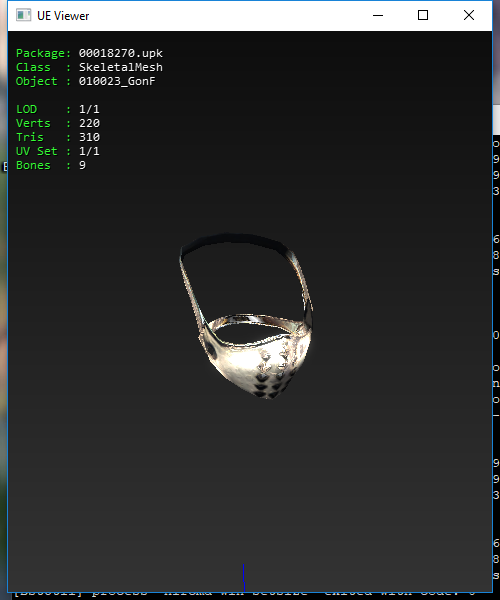 UE Viewer
Package: 00018270.upk
Class : SkeletalMesh
Object : 010023_GonF
LOD : 1/1
Verts : 220
Tris : 310
UV Set : 1/1
Bones : 9